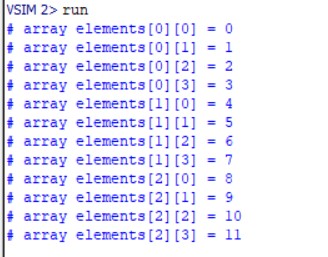 VSIM 2> run
# array elements[0][0] = 0
# array elements[0][1] = 1
# array elements[0][2] = 2
# array elements[0][3] = 3
# array elements[1][0] = 4
# array elements[1][1] = 5
# array elements[1][2] = 6
# array elements[1][3] = 7
# array elements[2][0] = 8
# array elements[2][1] = 9
# array elements[2][2] = 10
# array elements[2][3] = 11